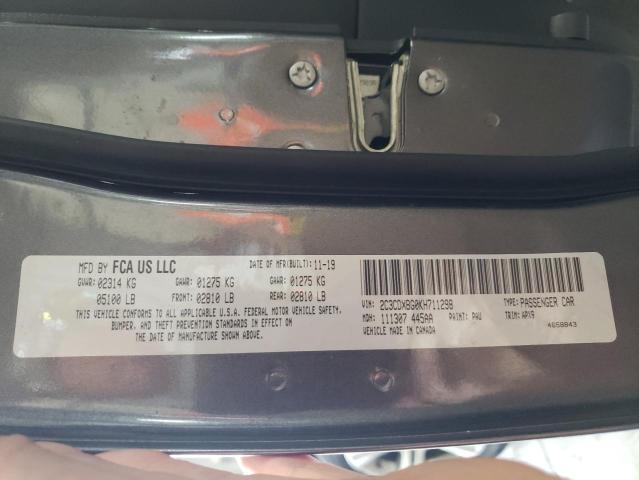 MFD BY FCA US LLC DATE OF MFR(BUILT): 11-19
GVWR: 02314 KG GAWR: 01275 KG GAWR: 01275 KG
05100 LB FRONT: 02810 LB REAR: 02810 LB
THIS VEHICLE CONFORMS TO ALL APPLICABLE U.S.A. FEDERAL MOTOR VEHICLE SAFETY,
BUMPER, AND THEFT PREVENTION STANDARDS IN EFFECT ON
THE DATE OF MANUFACTURE SHOWN ABOVE.
VIN: 2C3CDXBG0KH711298 TYPE: PASSENGER CAR
MDH: 111307 445AA PAINT: PAU TRIM: APX9
VEHICLE MADE IN CANADA 4658843